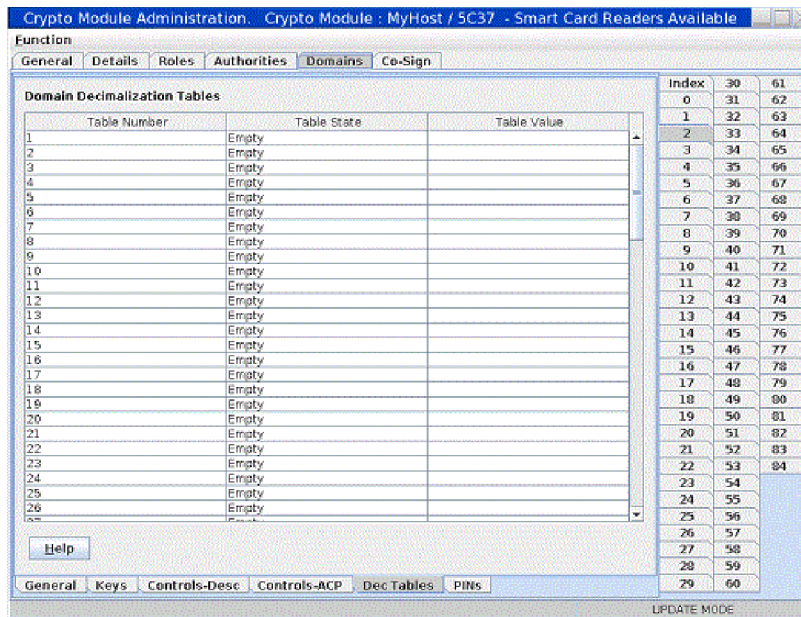 Crypto Module Administration. Crypto Module : MyHost / 5C37 - Smart Card Readers Available
Function
General Details Roles Authorities Domains Co-Sign
Domain Decimalization Tables
Table Number Table State Table Value
1 Empty
2 Empty
3 Empty
4 Empty
5 Empty
6 Empty
7 Empty
8 Empty
9 Empty
10 Empty
11 Empty
12 Empty
13 Empty
14 Empty
15 Empty
16 Empty
17 Empty
18 Empty
19 Empty
20 Empty
21 Empty
22 Empty
23 Empty
24 Empty
25 Empty
26 Empty
Help
General Keys Controls-Desc Controls-ACP Dec Tables PINs
Index 30 61
0 31 62
1 32 63
2 33 64
3 34 65
4 35 66
5 36 67
6 37 68
7 38 69
8 39 70
9 40 71
10 41 72
11 42 73
12 43 74
13 44 75
14 45 76
15 46 77
16 47 78
17 48 79
18 49 80
19 50 81
20 51 82
21 52 83
22 53 84
23 54
24 55
25 56
26 57
27 58
28 59
29 60
UPDATE MODE